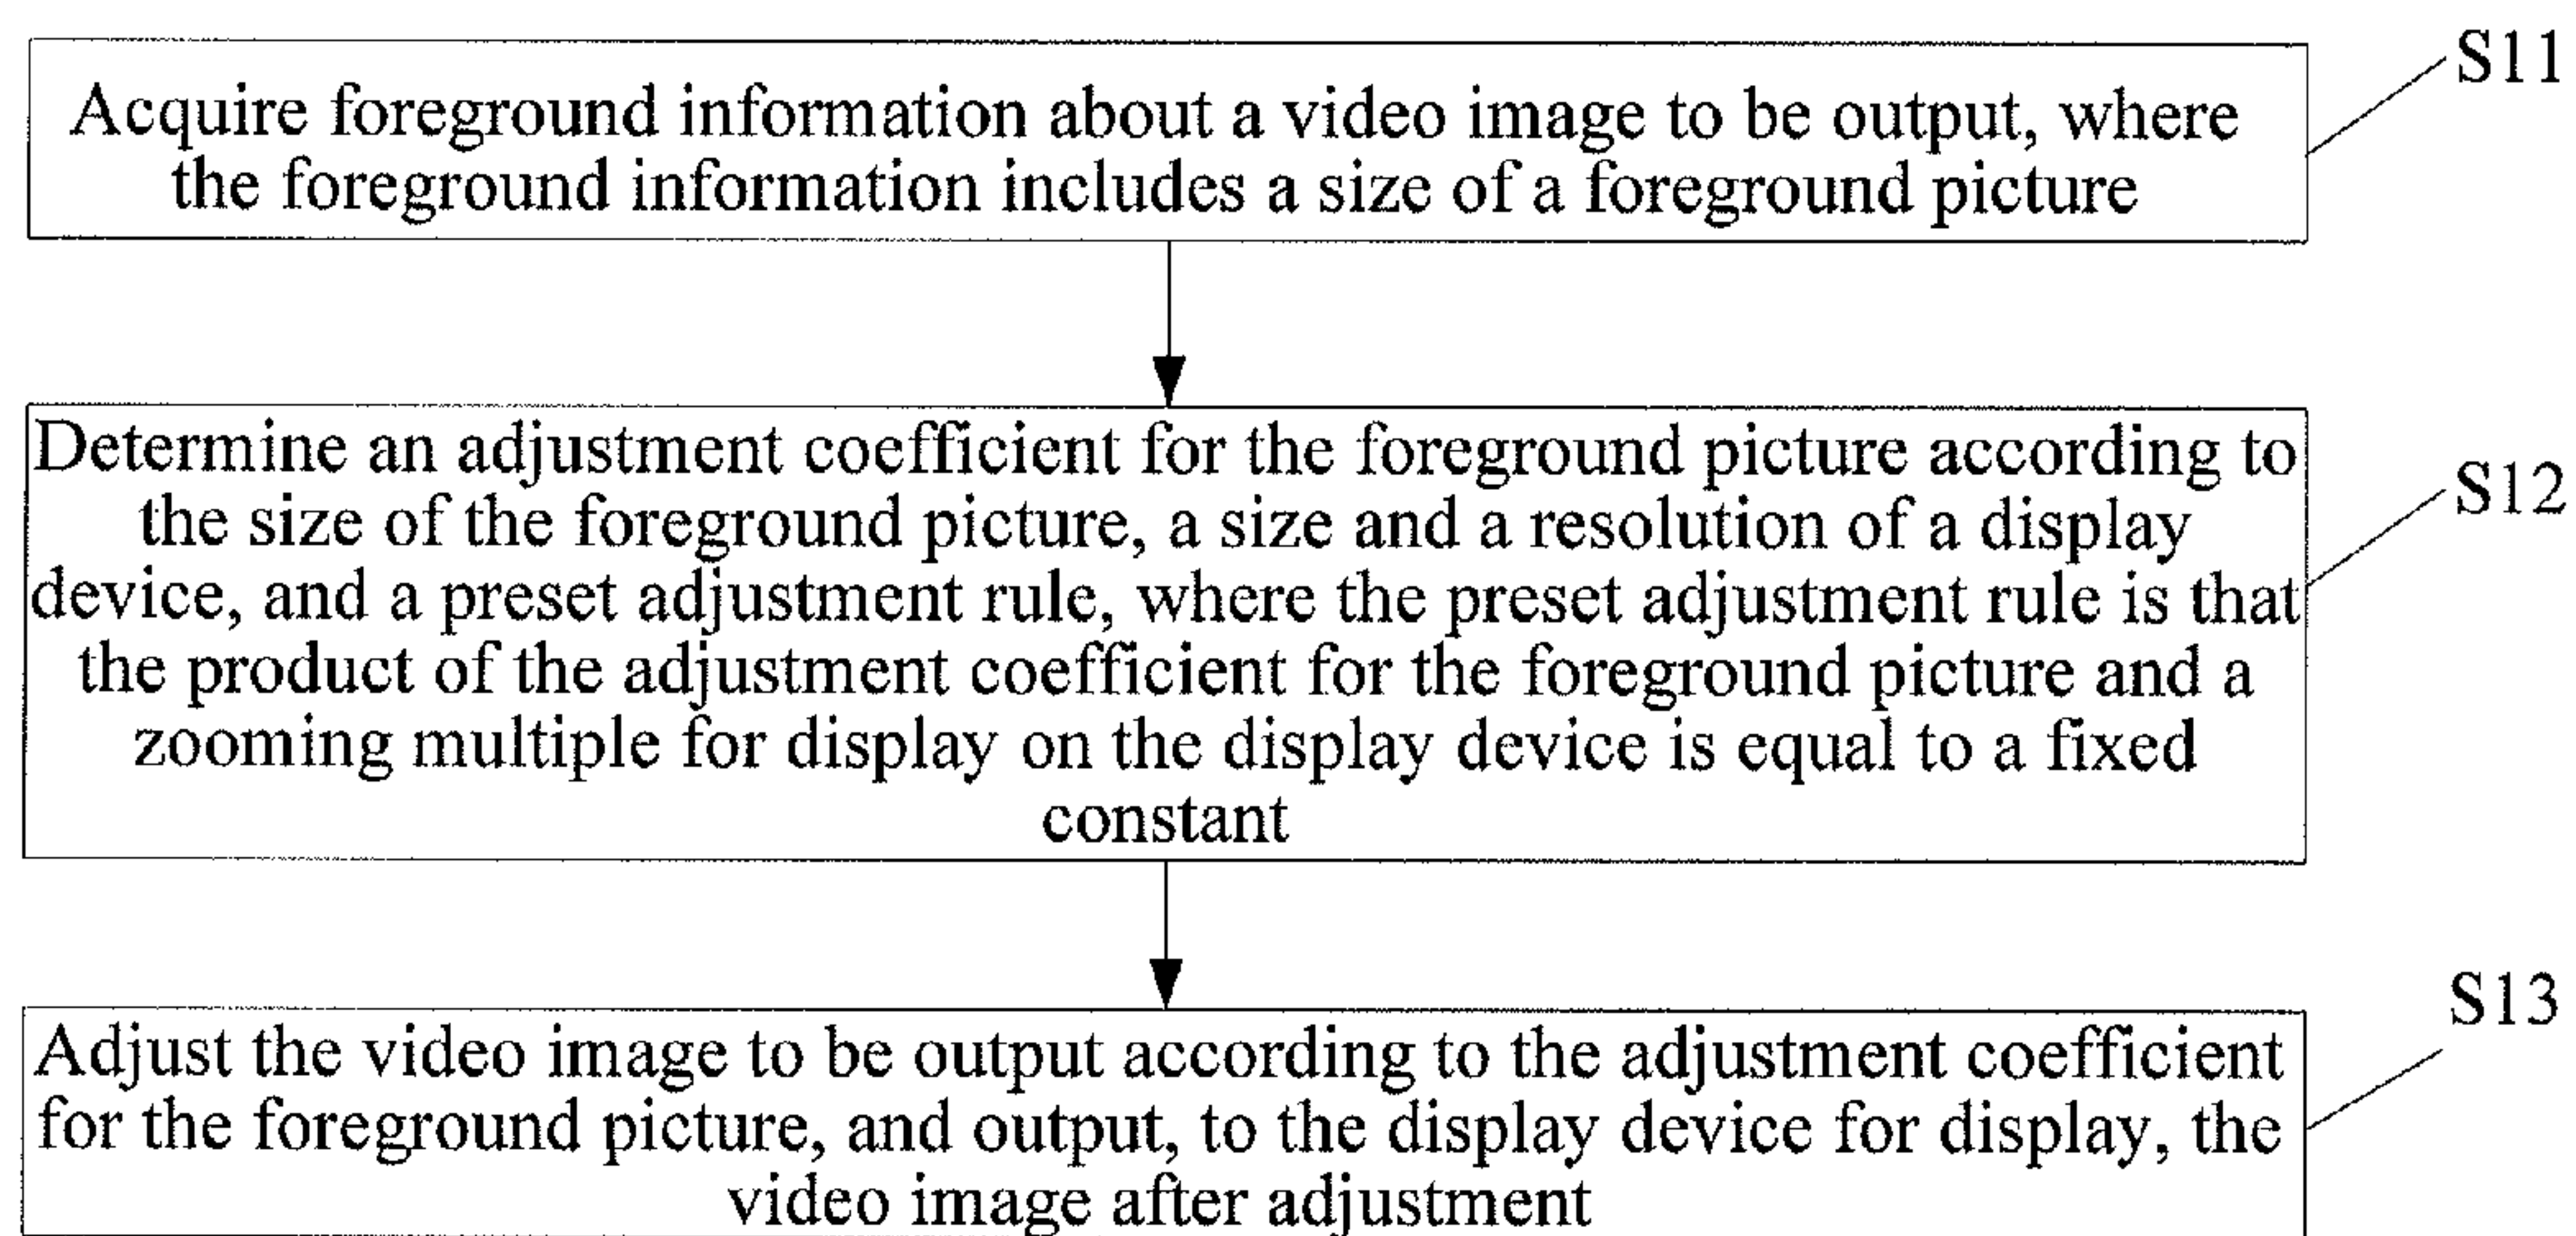 S11
Acquire foreground information about a video image to be output, where
the foreground information includes a size of a foreground picture
Determine an adjustment coefficient for the foreground picture according to
the size of the foreground picture, a size and a resolution of a display
device, and a preset adjustment rule, where the preset adjustment rule is that
the product of the adjustment coefficient for the foreground picture and a
zooming multiple for display on the display device is equal to a fixed
constant
S12
Adjust the video image to be output according to the adjustment coefficient
for the foreground picture, and output, to the display device for display, the
video image after adjustment
S13